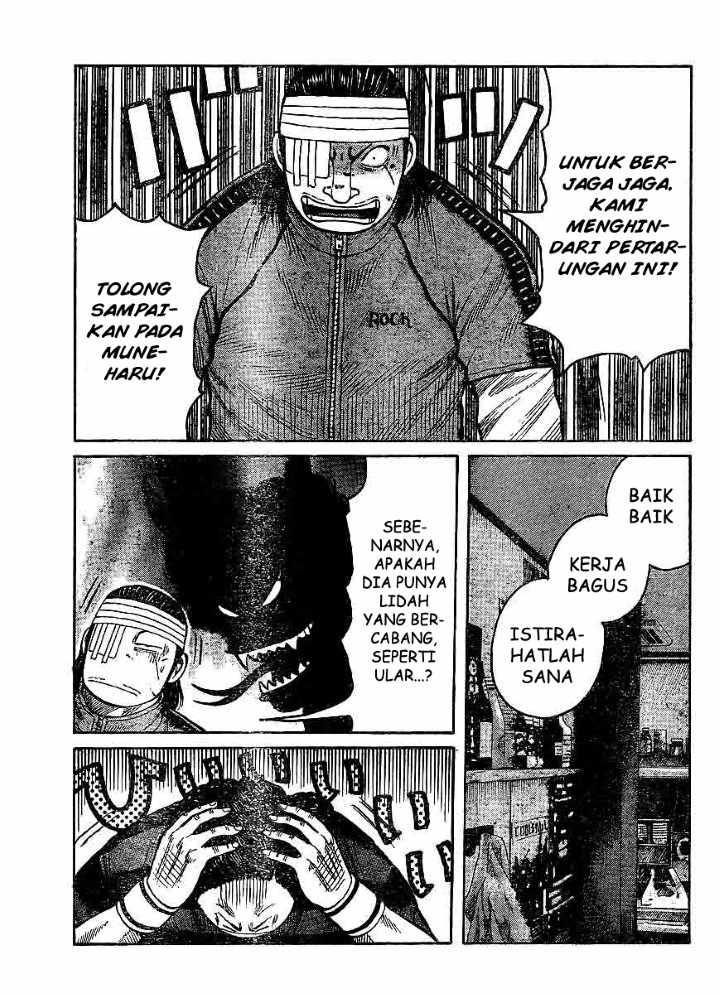 UNTUK BER-
JAGA JAGA.
KAMI
MENGHIN-
DARI PERTAR-
UNGAN INI!
TOLONG
SAMPAI-
KAN PADA
MUNE-
HARU!
ROCK
BAIK
BAIK
KERJA
BAGUS
ISTIRA-
HATLAH
SANA
SEBE-
NARNYA,
APAKAH
DIA PUNYA
LIDAH
YANG BER-
CABANG,
SEPERTI
ULAR...?